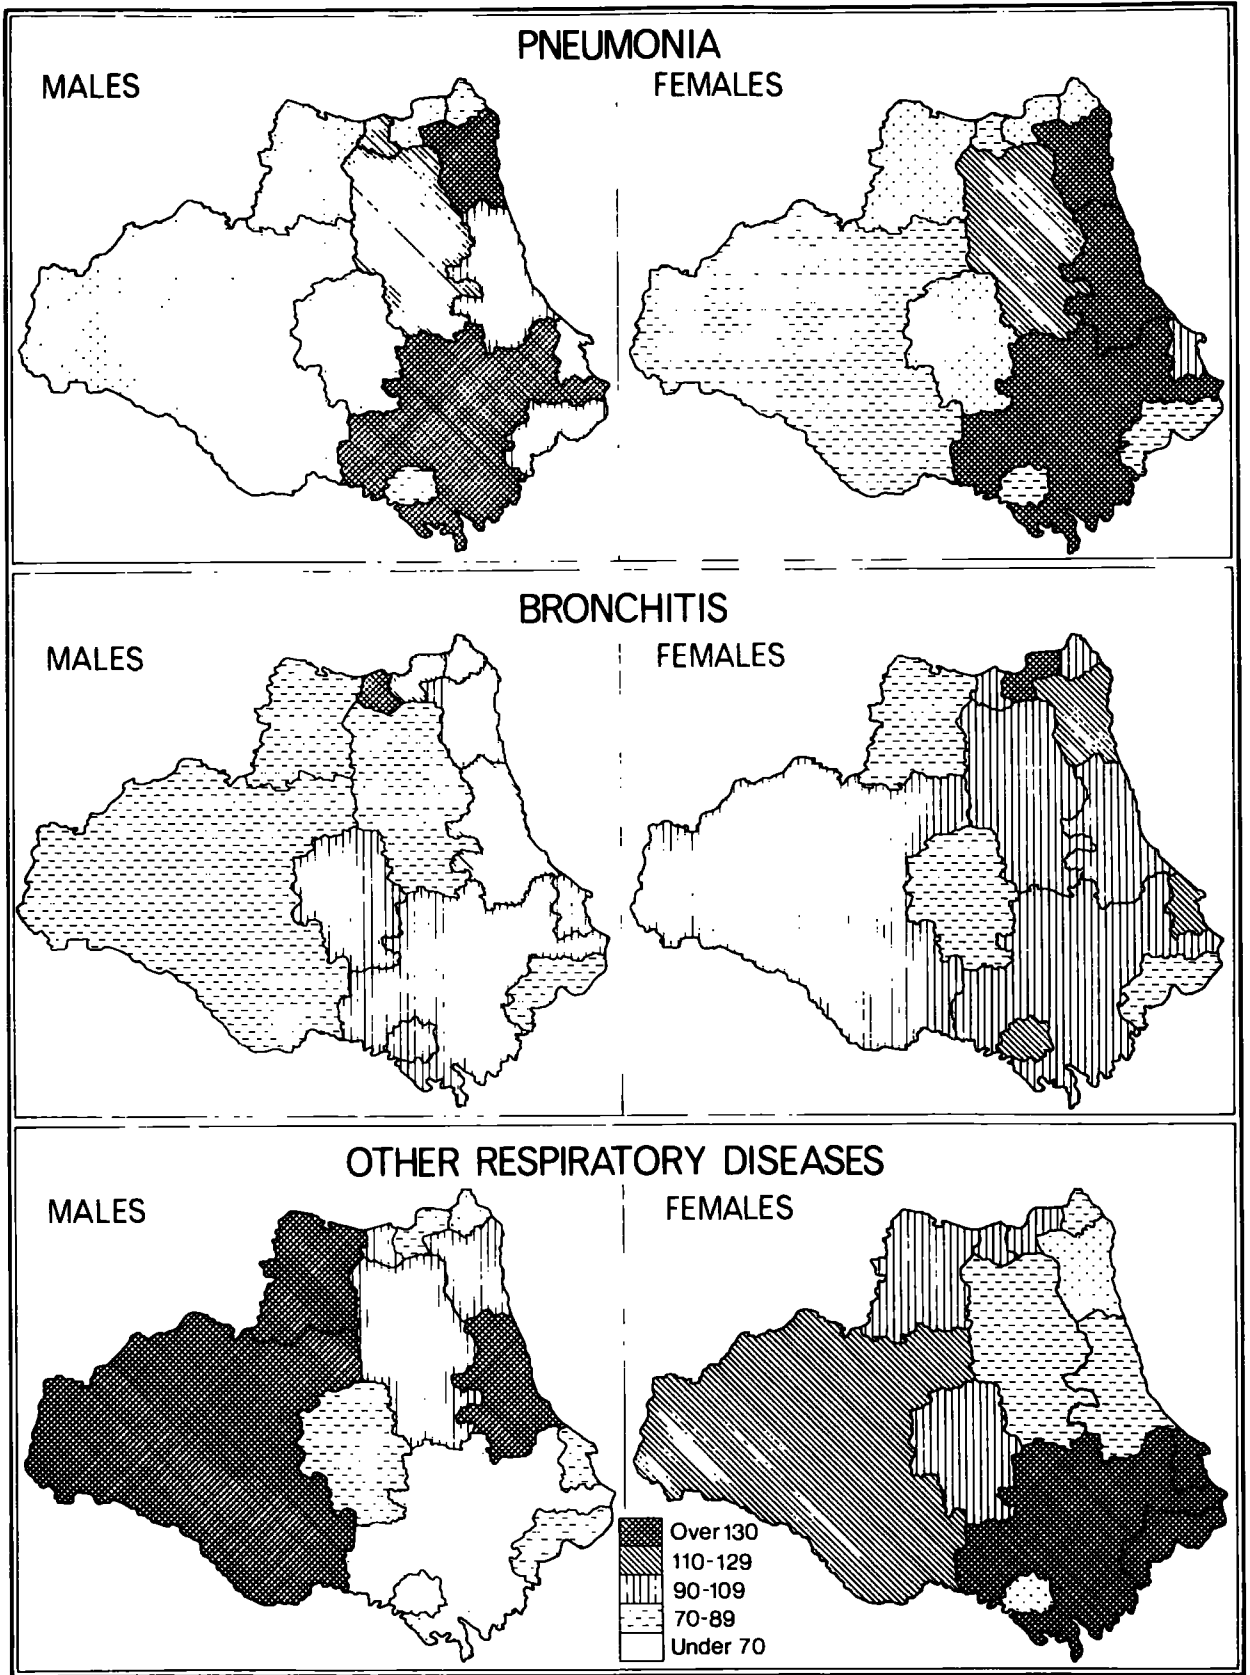 PNEUMONIA
MALES
FEMALES
BRONCHITIS
MALES
FEMALES
OTHER RESPIRATORY DISEASES
MALES
FEMALES
Over 130
110-129
90-109
70-89
Under 70